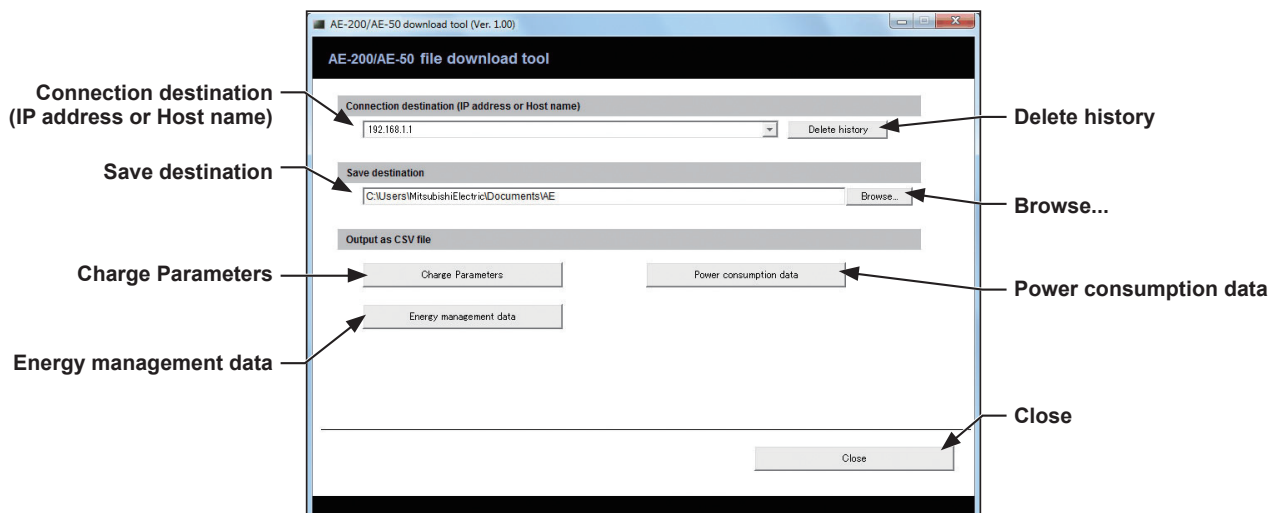 AE-200/AE-50 download tool (Ver. 1.00)
AE-200/AE-50 file download tool
Connection destination
(IP address or Host name)
Connection destination (IP address or Host name)
192.168.1.1
Delete history
Delete history
Save destination
Save destination
C:\Users\MitsubishiElectric\Documents\AE
Browse...
Browse...
Output as CSV file
Charge Parameters
Charge Parameters
Power consumption data
Power consumption data
Energy management data
Energy management data
Close
Close